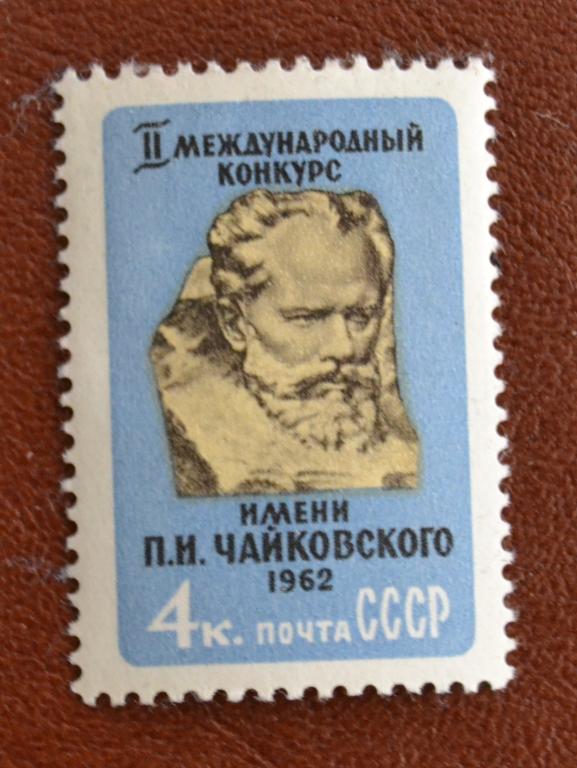 II МЕЖДУНАРОДНЫЙ
КОНКУРС
ИМЕНИ
П.И. ЧАЙКОВСКОГО
1962
4к. ПОЧТА СССР